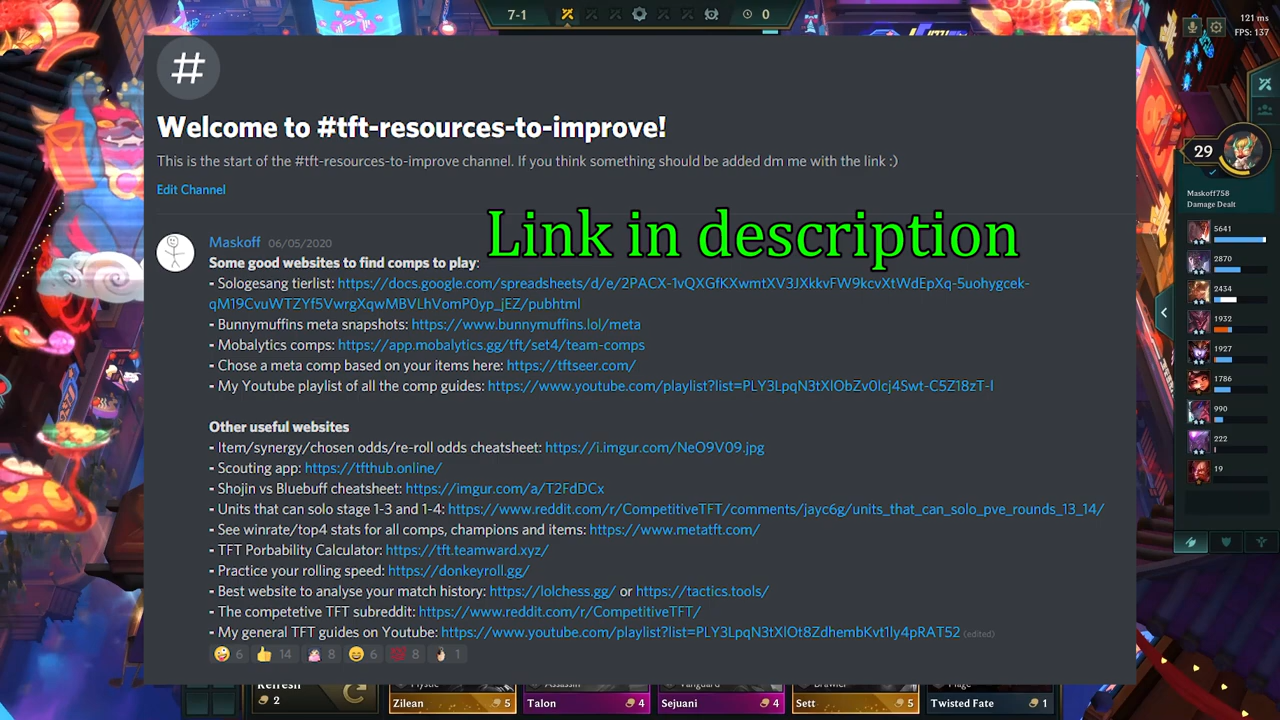 7-1
0
121 ms
FPS: 137
#
Welcome to #tft-resources-to-improve!
This is the start of the #tft-resources-to-improve channel. If you think something should be added dm me with the link :)
Edit Channel
Link in description
Maskoff 06/05/2020
Some good websites to find comps to play:
- Sologesang tierlist: https://docs.google.com/spreadsheets/d/e/2PACX-1vQXGfKXwmtXV3JXkkvFW9kcvXtWdEpXq-5uohygcek-
qM19CvuWTZYf5VwrgXqwMBVLhVomP0yp_jEZ/pubhtml
- Bunnymuffins meta snapshots: https://www.bunnymuffins.lol/meta
- Mobalytics comps: https://app.mobalytics.gg/tft/set4/team-comps
- Chose a meta comp based on your items here: https://tftseer.com/
- My Youtube playlist of all the comp guides: https://www.youtube.com/playlist?list=PLY3LpqN3tXlObZv0lcj4Swt-C5Z18zT-l
Other useful websites
- Item/synergy/chosen odds/re-roll odds cheatsheet: https://i.imgur.com/NeO9V09.jpg
- Scouting app: https://tfthub.online/
- Shojin vs Bluebuff cheatsheet: https://imgur.com/a/T2FdDCx
- Units that can solo stage 1-3 and 1-4: https://www.reddit.com/r/CompetitiveTFT/comments/jayc6g/units_that_can_solo_pve_rounds_13_14/
- See winrate/top4 stats for all comps, champions and items: https://www.metatft.com/
- TFT Porbability Calculator: https://tft.teamward.xyz/
- Practice your rolling speed: https://donkeyroll.gg/
- Best website to analyse your match history: https://lolchess.gg/ or https://tactics.tools/
- The competetive TFT subreddit: https://www.reddit.com/r/CompetitiveTFT/
- My general TFT guides on Youtube: https://www.youtube.com/playlist?list=PLY3LpqN3tXlOt8ZdhembKvt1ly4pRAT52 (edited)
6 14 8 6 8 1
29
Maskoff758
Damage Dealt
5641
2870
2434
1932
1927
1786
990
222
19
Refresh
2
Mystic
Assassin
Vanguard
Brawler
Mage
Zilean 5
Talon 4
Sejuani 4
Sett 5
Twisted Fate 1